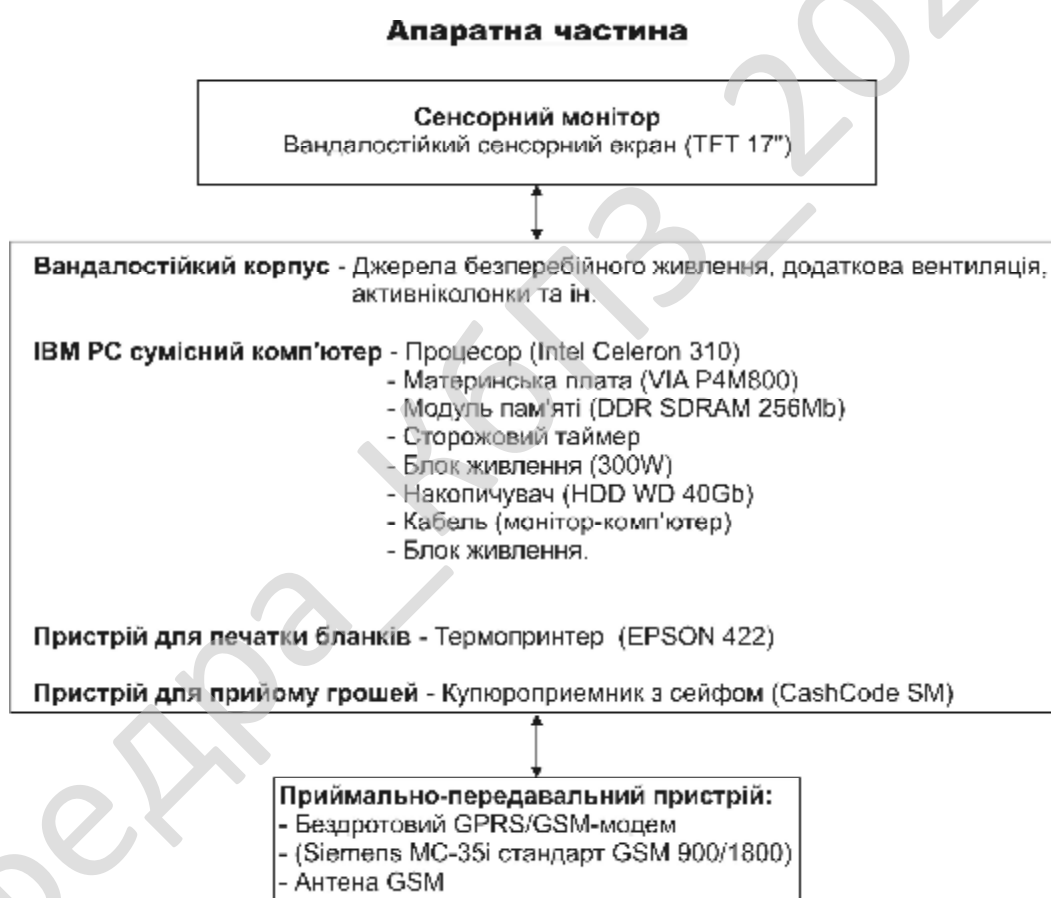 Апаратна частина
Сенсорний монітор
Вандалостійкий сенсорний екран (TFT 17")
Вандалостійкий корпус - Джерела безперебійного живлення, додаткова вентиляція,
активніколонки та ін.
IBM PC сумісний комп'ютер - Процесор (Intel Celeron 310)
- Материнська плата (VIA P4M800)
- Модуль пам'яті (DDR SDRAM 256Mb)
- Сторожовий таймер
- Блок живлення (300W)
- Накопичувач (HDD WD 40Gb)
- Кабель (монітор-комп'ютер)
- Блок живлення.
Пристрій для печатки бланків - Термопринтер (EPSON 422)
Пристрій для прийому грошей - Купюроприемник з сейфом (CashCode SM)
Приймально-передавальний пристрій:
- Бездротовий GPRS/GSM-модем
- (Siemens MC-35i стандарт GSM 900/1800)
- Антена GSM